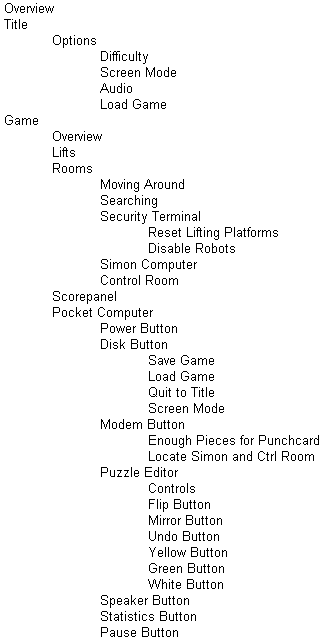 Overview
Title
Options
Difficulty
Screen Mode
Audio
Load Game
Game
Overview
Lifts
Rooms
Moving Around
Searching
Security Terminal
Reset Lifting Platforms
Disable Robots
Simon Computer
Control Room
Scorepanel
Pocket Computer
Power Button
Disk Button
Save Game
Load Game
Quit to Title
Screen Mode
Modem Button
Enough Pieces for Punchcard
Locate Simon and Ctrl Room
Puzzle Editor
Controls
Flip Button
Mirror Button
Undo Button
Yellow Button
Green Button
White Button
Speaker Button
Statistics Button
Pause Button